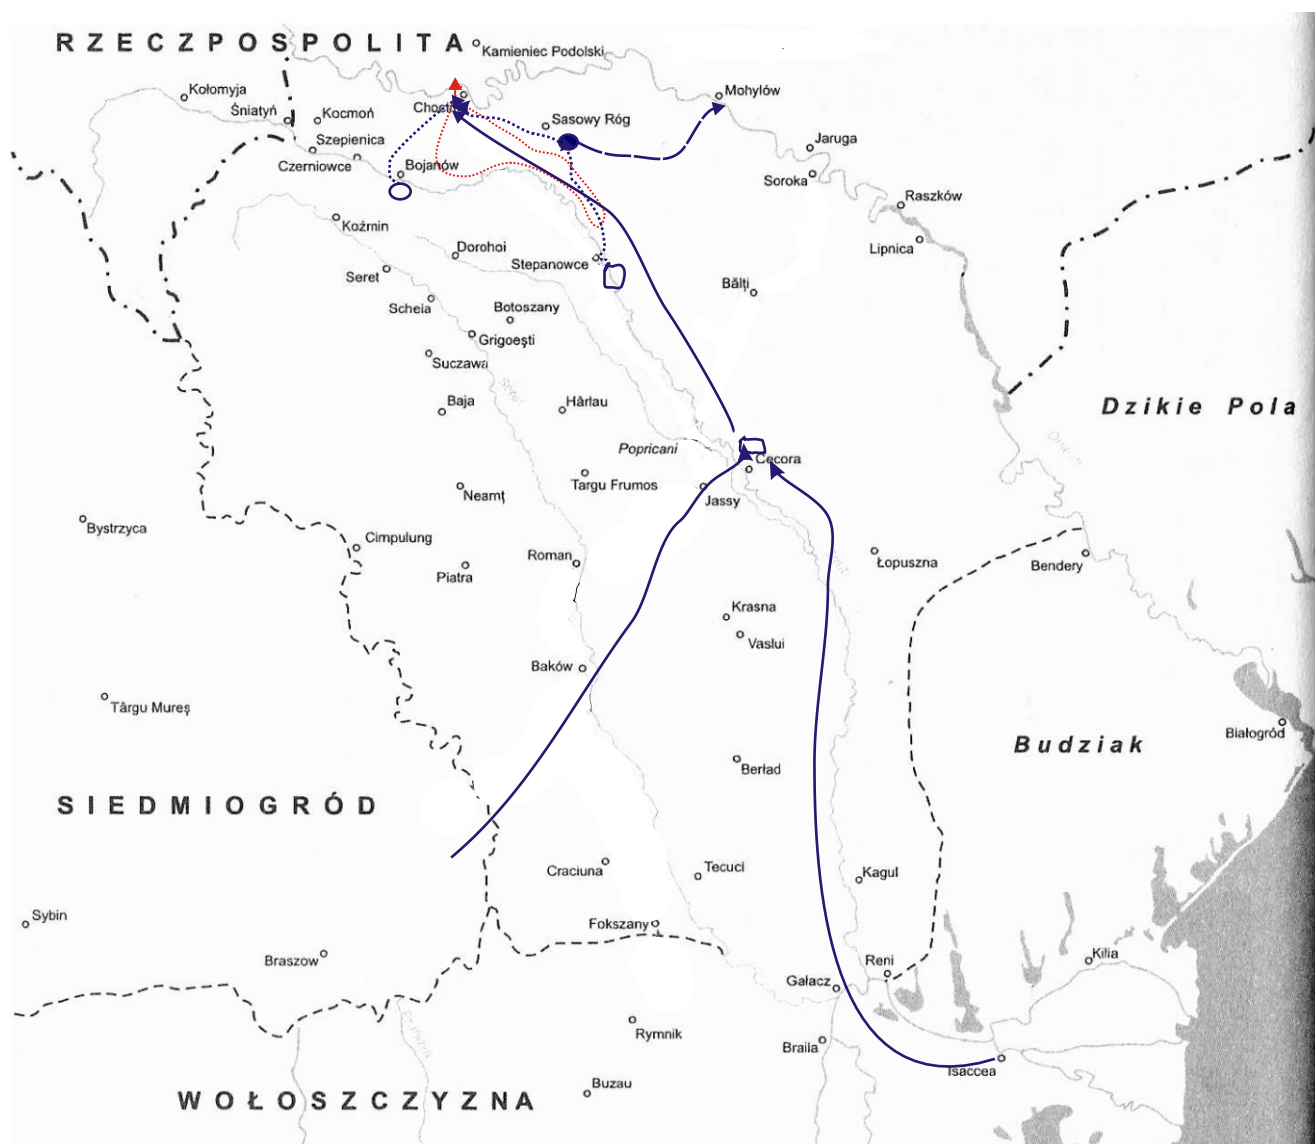 RZECZPOSPOLITA
Kamieniec Podolski
Kołomyja
Śniatyń
Kocmoń
Mohylów
Sasowy Róg
Szepienica
Czerniowce
Bojanów
Jaruga
Soroka
Raszków
Lipnica
Koźmin
Dorohoi
Stepanowce
Seret
Bălți
Scheia
Botoszany
Grigoești
Suczawa
Baja
Hârlau
Dzikie Pola
Popricani
Cecora
Targu Frumos
Jassy
Neamț
Bystrzyca
Cimpulung
Roman
Piatra
Łopuszna
Bendery
Krasna
Vaslui
Baków
Târgu Mureș
Białogród
Budziak
Berład
SIEDMIOGRÓD
Craciuna
Tecuci
Kagul
Sybin
Fokszany
Braszow
Reni
Kilia
Gałacz
Rymnik
Braila
Isaccea
Buzau
WOŁOSZCZYZNA